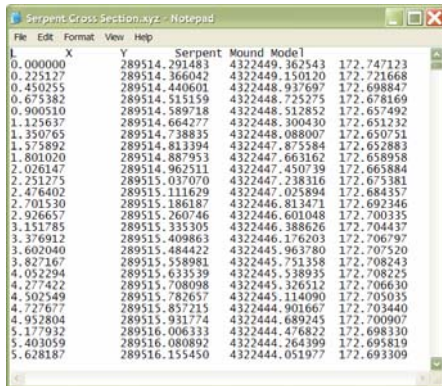 Serpent Cross Section.xyz - Notepad
File Edit Format View Help
L X Y Serpent Mound Model
0.000000 289514.291483 4322449.362543 172.747123
0.225127 289514.366042 4322449.150120 172.721668
0.450255 289514.440601 4322448.937697 172.698847
0.675382 289514.515159 4322448.725275 172.678169
0.900510 289514.589718 4322448.512852 172.657492
1.125637 289514.664277 4322448.300430 172.651232
1.350765 289514.738835 4322448.088007 172.650751
1.575892 289514.813394 4322447.875584 172.652883
1.801020 289514.887953 4322447.663162 172.658958
2.026147 289514.962511 4322447.450739 172.665884
2.251275 289515.037070 4322447.238316 172.675381
2.476402 289515.111629 4322447.025894 172.684357
2.701530 289515.186187 4322446.813471 172.692346
2.926657 289515.260746 4322446.601048 172.700335
3.151785 289515.335305 4322446.388626 172.704437
3.376912 289515.409863 4322446.176203 172.706797
3.602040 289515.484422 4322445.963780 172.707520
3.827167 289515.558981 4322445.751358 172.708243
4.052294 289515.633539 4322445.538935 172.708225
4.277422 289515.708098 4322445.326512 172.706630
4.502549 289515.782657 4322445.114090 172.705035
4.727677 289515.857215 4322444.901667 172.703440
4.952804 289515.931774 4322444.689245 172.700907
5.177932 289516.006333 4322444.476822 172.698330
5.403059 289516.080892 4322444.264399 172.695819
5.628187 289516.155450 4322444.051977 172.693309